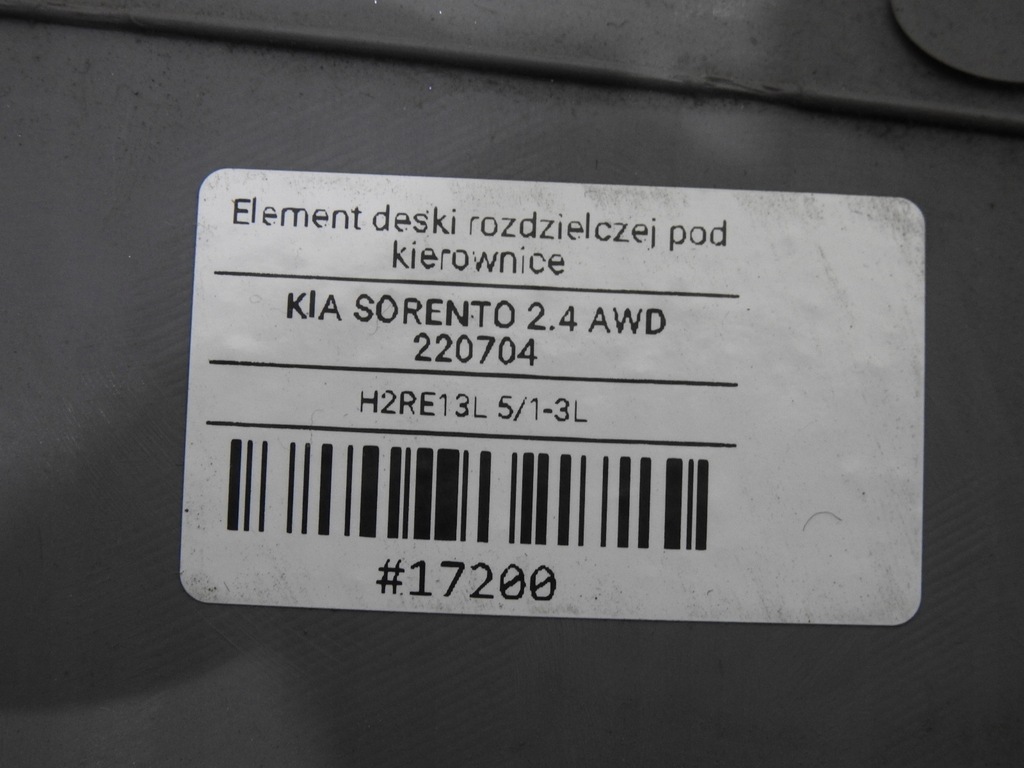 Element deski rozdzielczej pod
kierownice
KIA SORENTO 2.4 AWD
220704
H2RE13L 5/1-3L
#17200